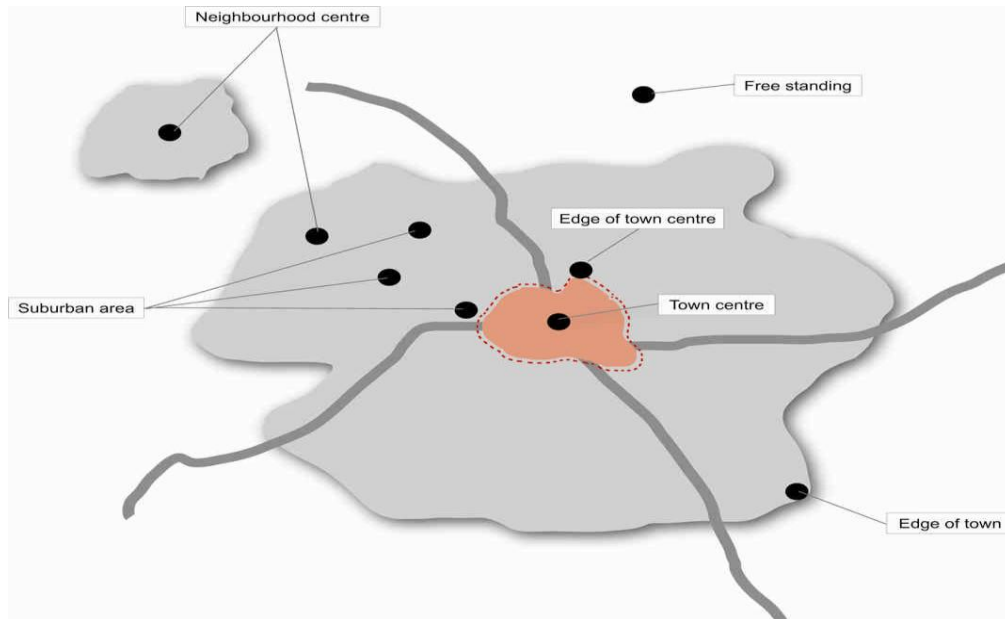 Neighbourhood centre
Free standing
Edge of town centre
Suburban area
Town centre
Edge of town